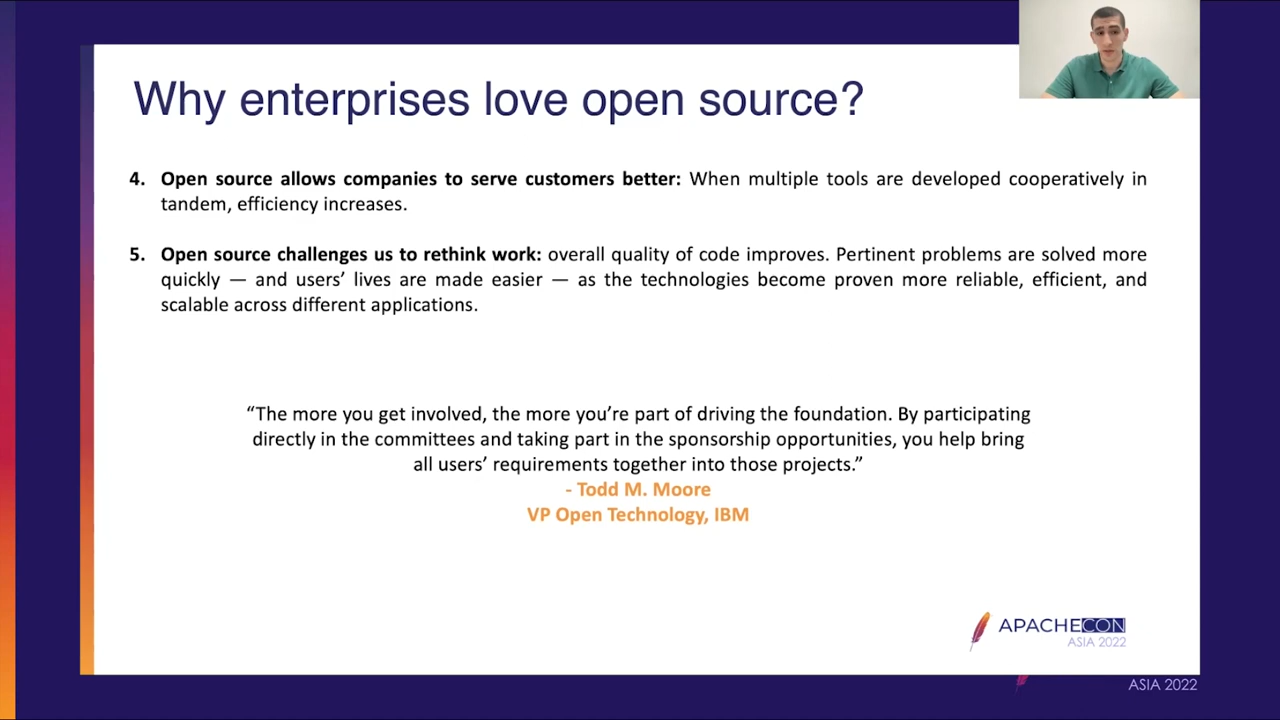 Why enterprises love open source?
4. Open source allows companies to serve customers better: When multiple tools are developed cooperatively in
tandem, efficiency increases.
5. Open source challenges us to rethink work: overall quality of code improves. Pertinent problems are solved more
quickly — and users’ lives are made easier — as the technologies become proven more reliable, efficient, and
scalable across different applications.
“The more you get involved, the more you’re part of driving the foundation. By participating
directly in the committees and taking part in the sponsorship opportunities, you help bring
all users’ requirements together into those projects.”
- Todd M. Moore
VP Open Technology, IBM
APACHECON
ASIA 2022
ASIA 2022